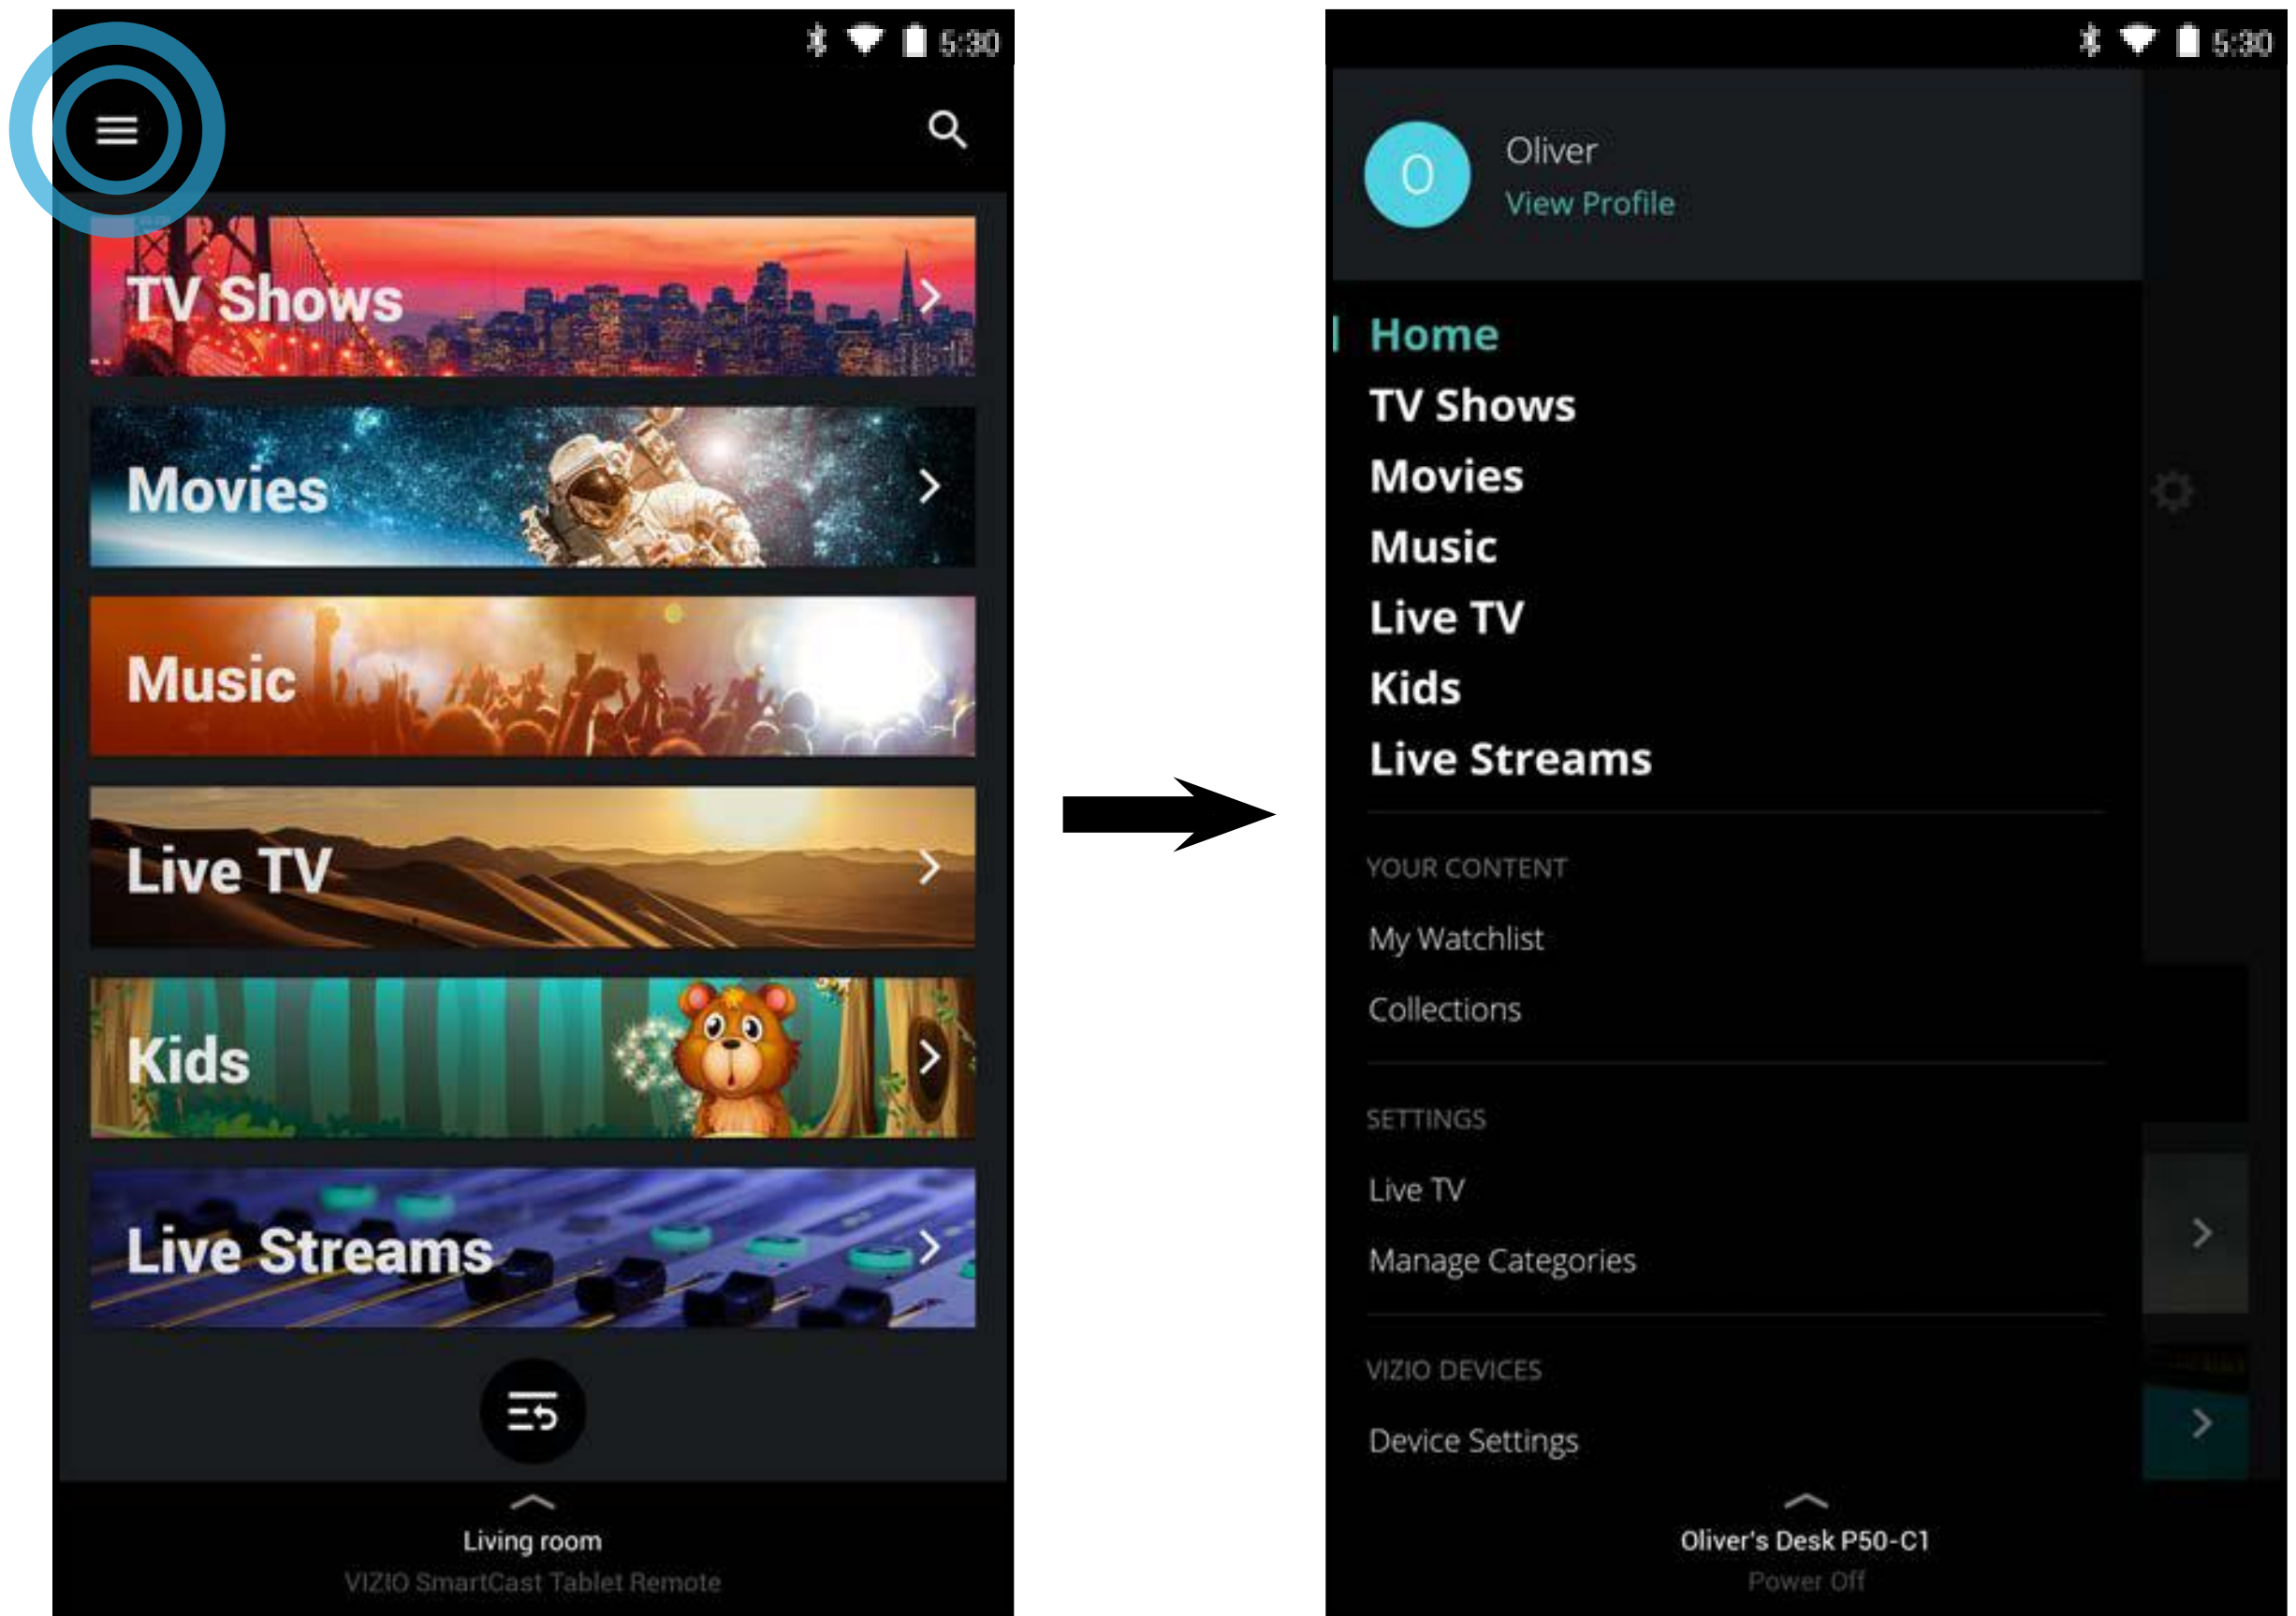 5:30
TV Shows
Movies
Music
Live TV
Kids
Live Streams
Living room
VIZIO SmartCast Tablet Remote
5:30
O
Oliver
View Profile
Home
TV Shows
Movies
Music
Live TV
Kids
Live Streams
YOUR CONTENT
My Watchlist
Collections
SETTINGS
Live TV
Manage Categories
VIZIO DEVICES
Device Settings
Oliver's Desk P50-C1
Power Off